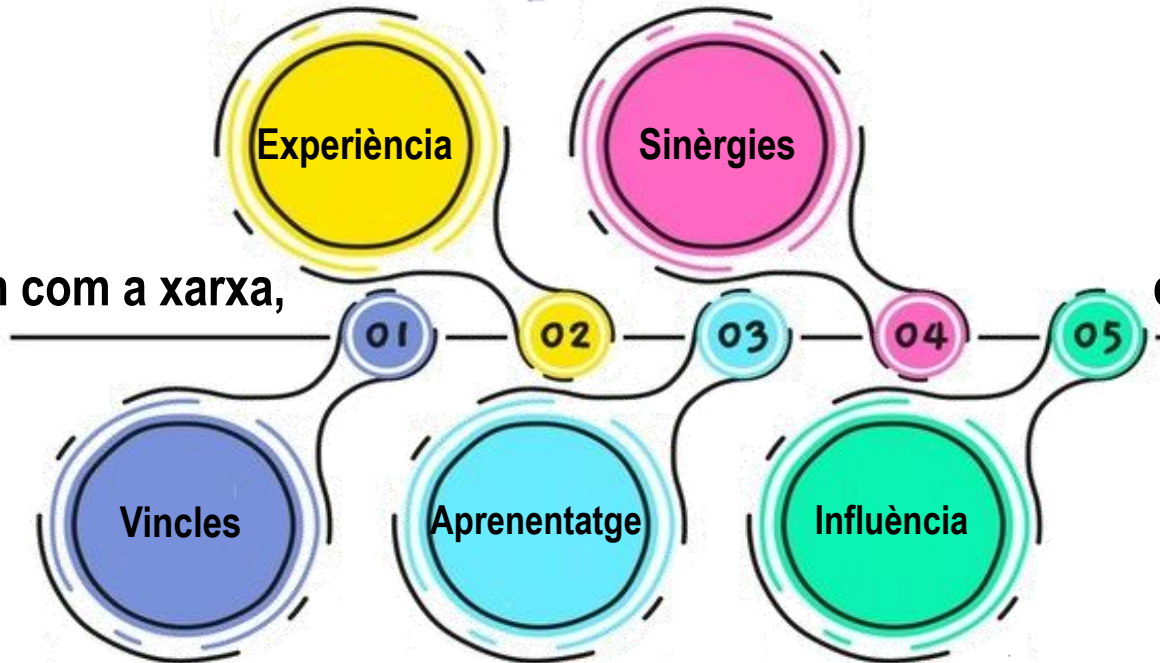 Experiència
Sinèrgies
com a xarxa,
01
02
03
04
05
Vincles
Aprenentatge
Influència